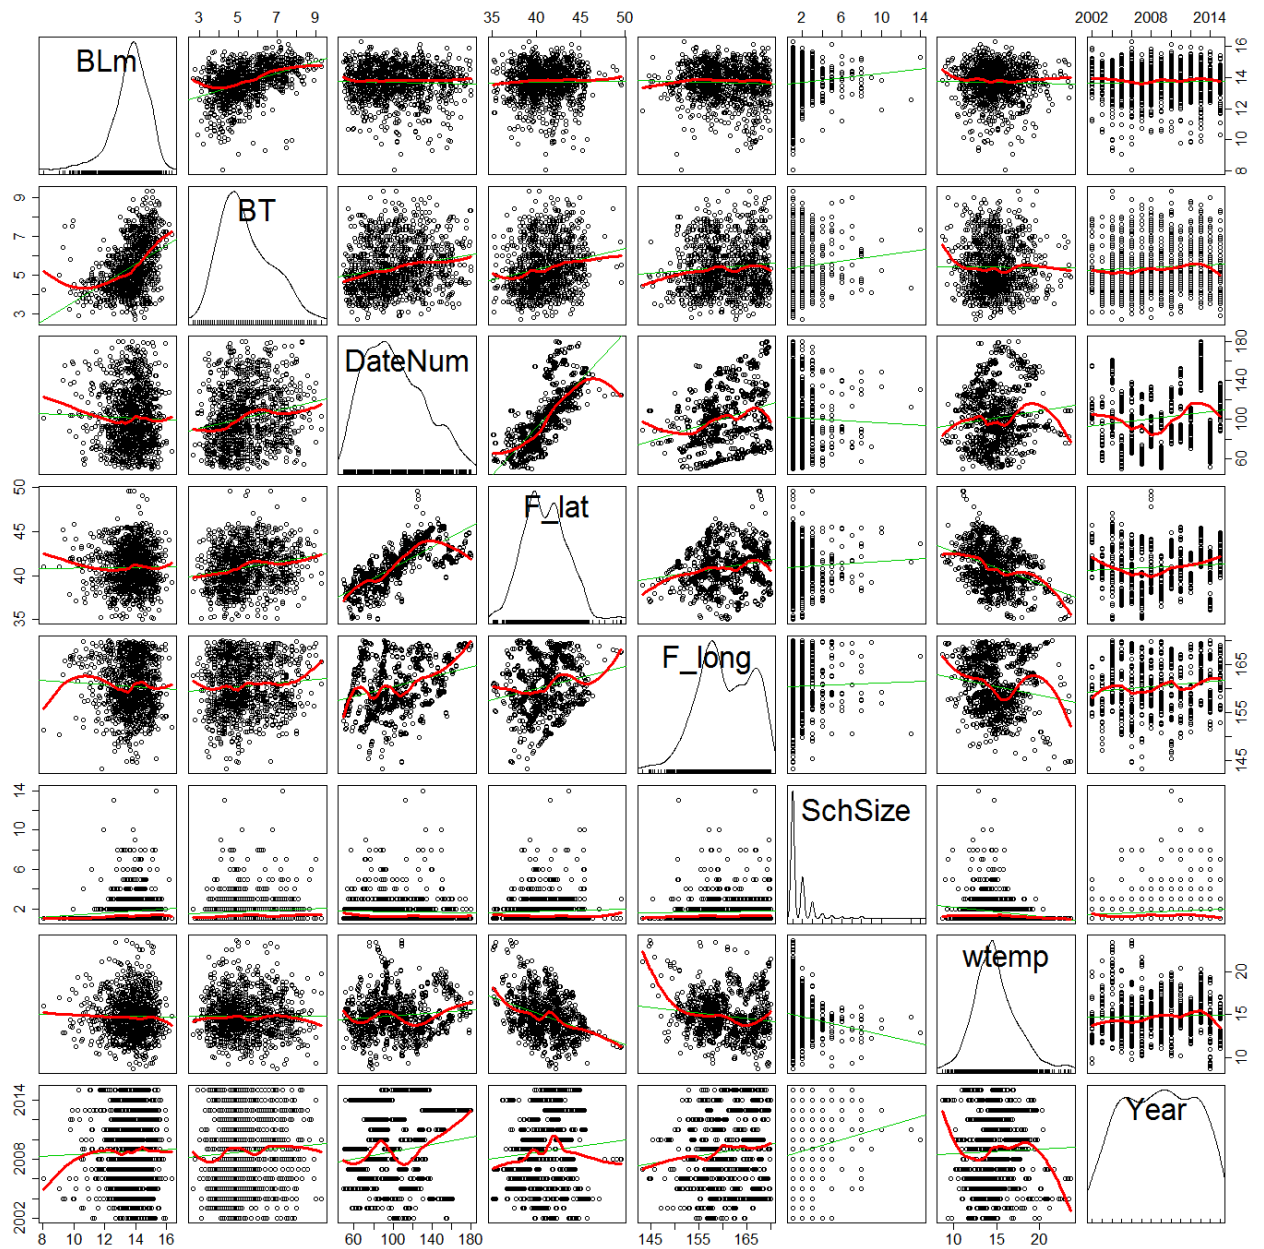 3 5 7 9 35 40 45 50 2 6 10 14 2002 2008 2014
BLm
8 10 12 14 16
3 5 7 9
BT
DateNum
60 100 140 180
35 40 45 50
F_lat
F_long
145 155 165
2 6 10 14
SchSize
wtemp
10 15 20
2002 2008 2014
Year
8 10 12 14 16 60 100 140 180 145 155 165 10 15 20